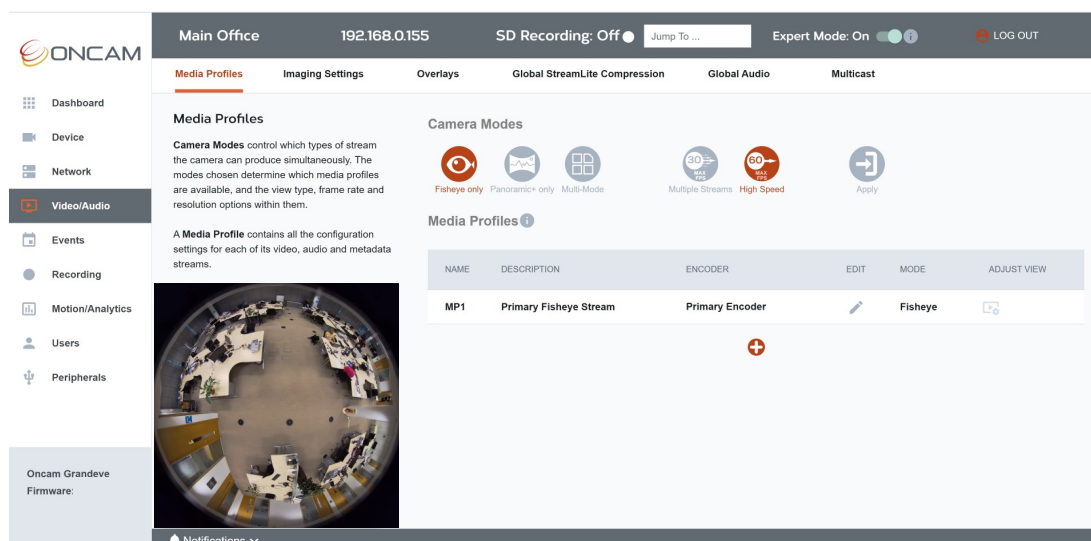 ONCAM
Main Office 192.168.0.155 SD Recording: Off Jump To ... Expert Mode: On i LOG OUT
Media Profiles Imaging Settings Overlays Global StreamLite Compression Global Audio Multicast
Dashboard
Device
Network
Video/Audio
Events
Recording
Motion/Analytics
Users
Peripherals
Oncam Grandeve
Firmware:
Media Profiles
Camera Modes control which types of stream
the camera can produce simultaneously. The
modes chosen determine which media profiles
are available, and the view type, frame rate and
resolution options within them.
A Media Profile contains all the configuration
settings for each of its video, audio and metadata
streams.
Camera Modes
30 MAX FPS 60 MAX FPS
Fisheye only Panoramic+ only Multi-Mode Multiple Streams High Speed Apply
Media Profiles i
NAME DESCRIPTION ENCODER EDIT MODE ADJUST VIEW
MP1 Primary Fisheye Stream Primary Encoder Fisheye
Notifications